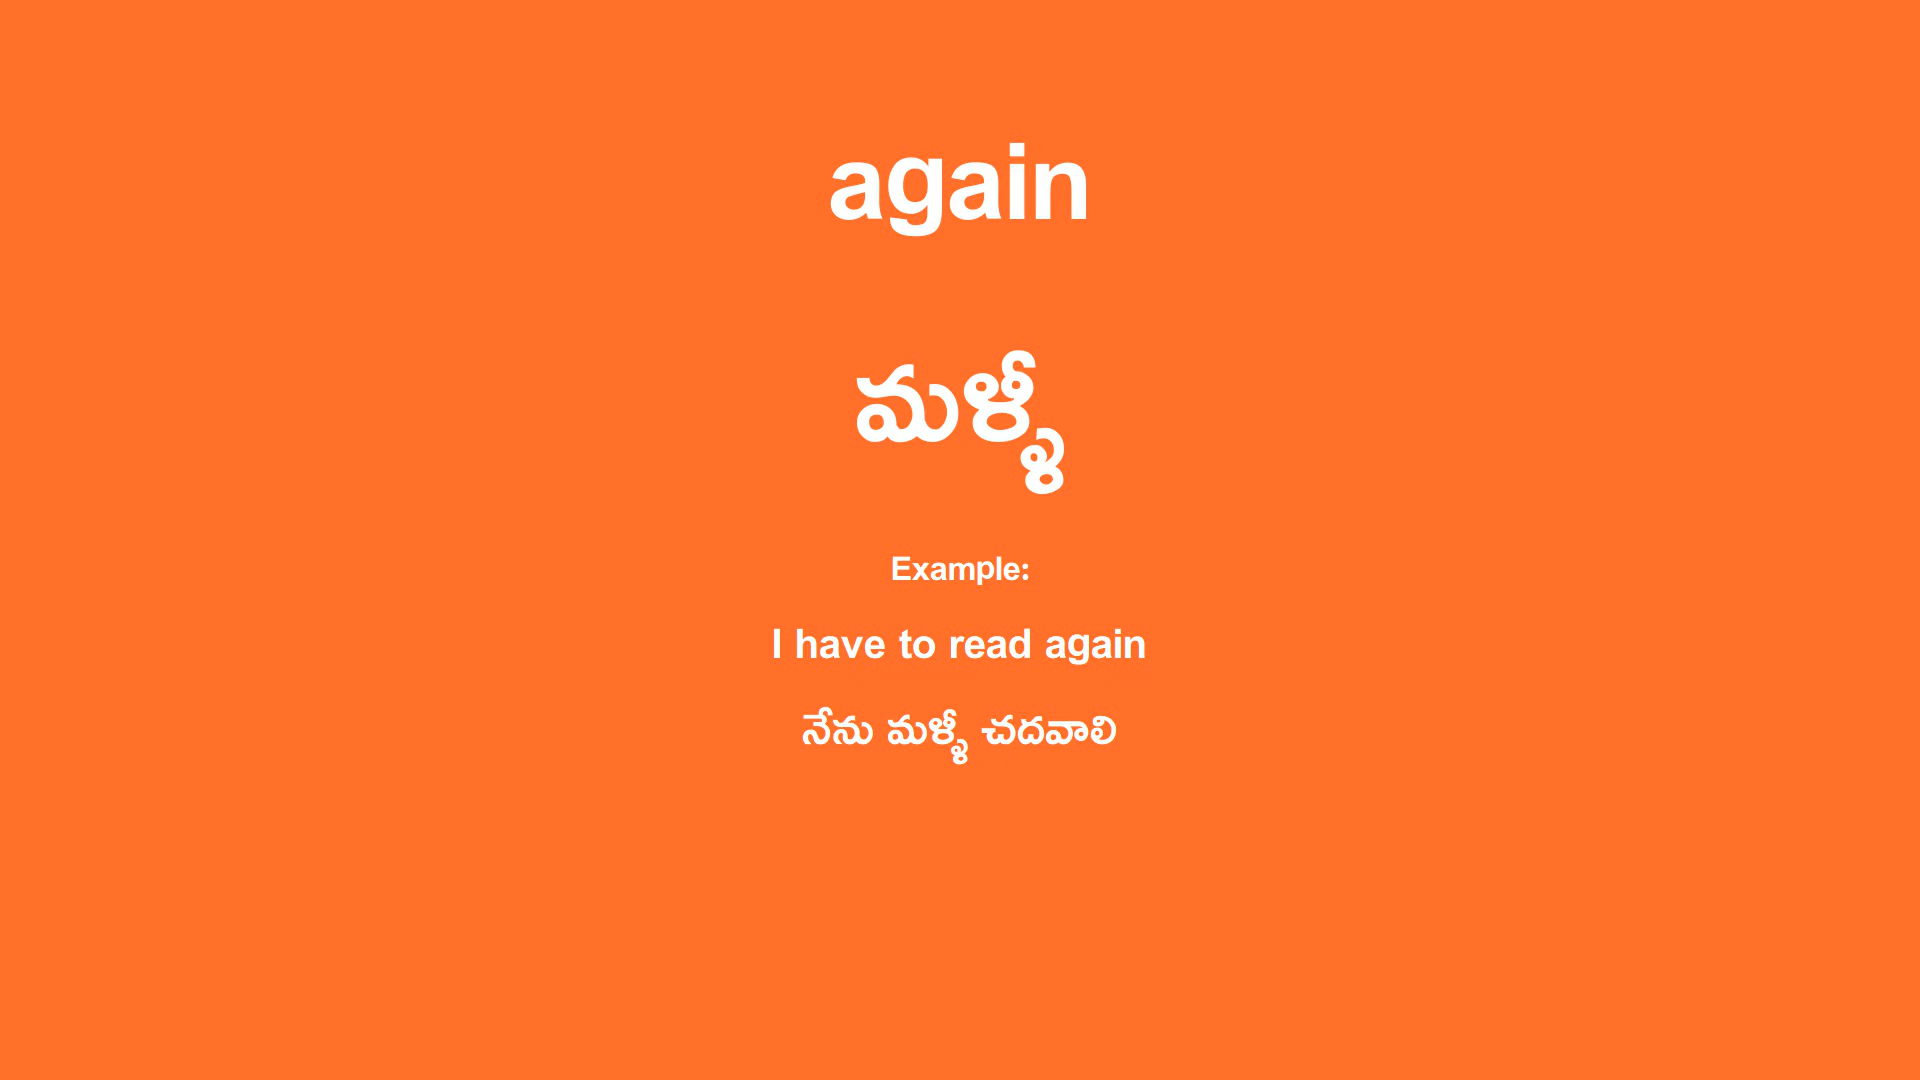 again
మళ్ళీ
Example:
I have to read again
నేను మళ్ళీ చదవాలి